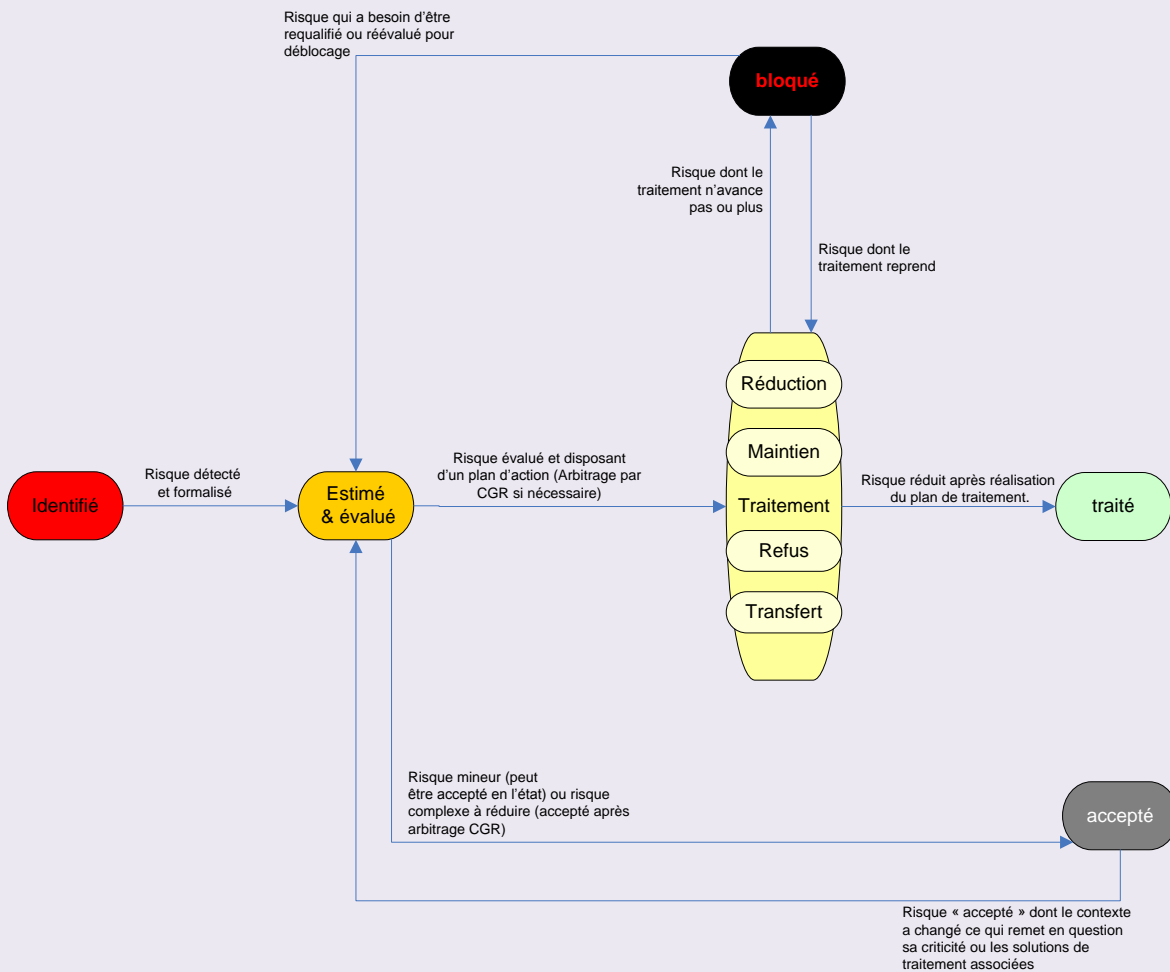 Risque qui a besoin d'être
requalifié ou réévalué pour
déblocage
bloqué
Risque dont le
traitement n'avance
pas ou plus
Risque dont le
traitement reprend
Réduction
Maintien
Traitement
Refus
Transfert
Identifié
Risque détecté
et formalisé
Estimé
& évalué
Risque évalué et disposant
d'un plan d'action (Arbitrage par
CGR si nécessaire)
Risque réduit après réalisation
du plan de traitement.
traité
Risque mineur (peut
être accepté en l'état) ou risque
complexe à réduire (accepté après
arbitrage CGR)
accepté
Risque « accepté » dont le contexte
a changé ce qui remet en question
sa criticité ou les solutions de
traitement associées